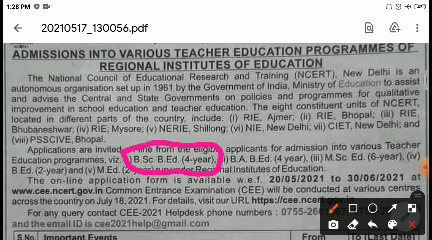 1:28 PM
20210517_130056.pdf
ADMISSIONS INTO VARIOUS TEACHER EDUCATION PROGRAMMES OF
REGIONAL INSTITUTES OF EDUCATION
The National Council of Educational Research and Training (NCERT), New Delhi is an
autonomous organisation set up in 1961 by the Government of India, Ministry of Education to assist
and advise the Central and State Governments on policies and programmes for qualitative
improvement in school education and teacher education. The eight constituent units of NCERT,
located in different parts of the country, include: (i) RIE, Ajmer; (ii) RIE, Bhopal; (iii) RIE,
Bhubaneshwar; (iv) RIE; Mysore; (v) NERIE, Shillong; (vi) NIE, New Delhi; vii) CIET, New Delhi; and
(viii) PSSCIVE, Bhopal.
Applications are invited from the eligible applicants for admission into various Teacher
Education programmes, viz. B.Sc. B.Ed. (4-year), (ii) B.A. B.Ed. (4 year), (iii) M.Sc. Ed. (6-year), (iv)
B.Ed. (2-year) and (v) M.Ed. Regional Institutes of Education.
The on-line application form is available w.e.f. 20/05/2021 to 30/06/2021 at
www.cee.ncert.gov.in Common Entrance Examination (CEE) will be conducted at various centres
across the country on July 18, 2021. For details, visit our URL https://cee.ncert.gov.in
For any query contact CEE-2021 Helpdesk phone numbers : 0755-266
and email id is cee2021help@gmail.com
S.No Important Events